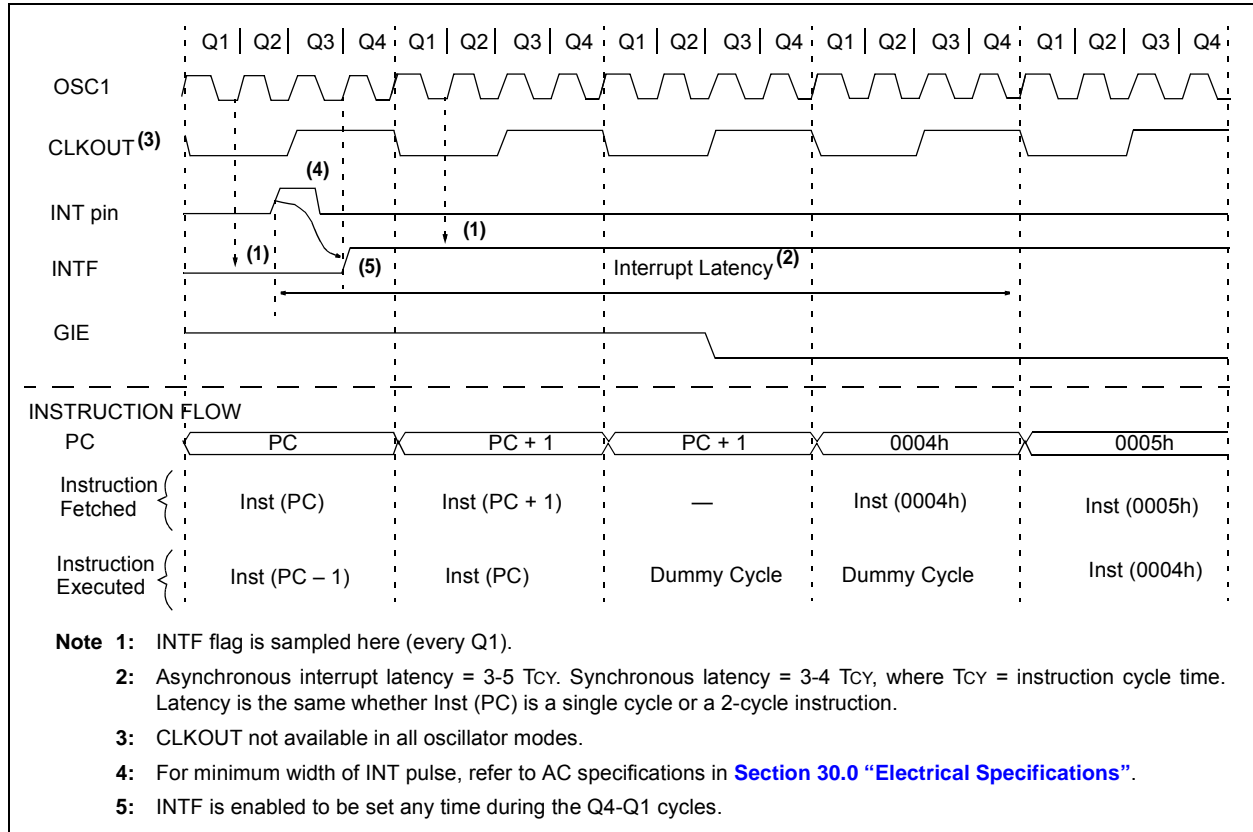 Q1 Q2 Q3 Q4 Q1 Q2 Q3 Q4 Q1 Q2 Q3 Q4 Q1 Q2 Q3 Q4 Q1 Q2 Q3 Q4
OSC1
CLKOUT (3)
(4)
INT pin
(1)
(1)
INTF
(5)
Interrupt Latency (2)
GIE
INSTRUCTION FLOW
PC PC PC + 1 PC + 1 0004h 0005h
Instruction
Fetched
Inst (PC) Inst (PC + 1) — Inst (0004h) Inst (0005h)
Instruction
Executed
Inst (PC – 1) Inst (PC) Dummy Cycle Dummy Cycle Inst (0004h)
Note 1: INTF flag is sampled here (every Q1).
2: Asynchronous interrupt latency = 3-5 TCY. Synchronous latency = 3-4 TCY, where TCY = instruction cycle time.
Latency is the same whether Inst (PC) is a single cycle or a 2-cycle instruction.
3: CLKOUT not available in all oscillator modes.
4: For minimum width of INT pulse, refer to AC specifications in Section 30.0 “Electrical Specifications”.
5: INTF is enabled to be set any time during the Q4-Q1 cycles.